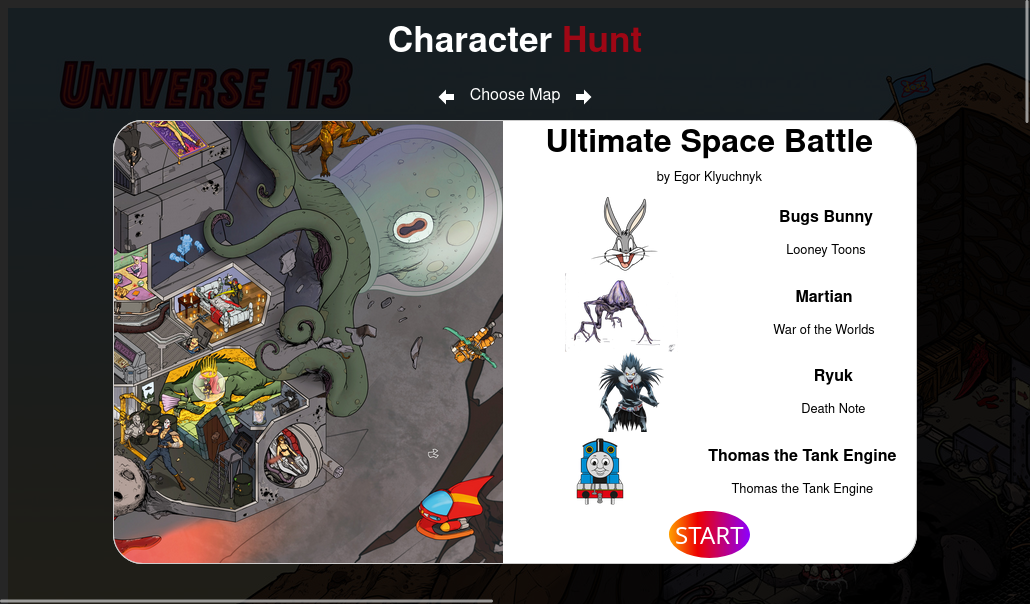 Character Hunt
UNIVERSE 113
Choose Map
Ultimate Space Battle
by Egor Klyuchnyk
Bugs Bunny
Looney Toons
Martian
War of the Worlds
Ryuk
Death Note
Thomas the Tank Engine
Thomas the Tank Engine
START